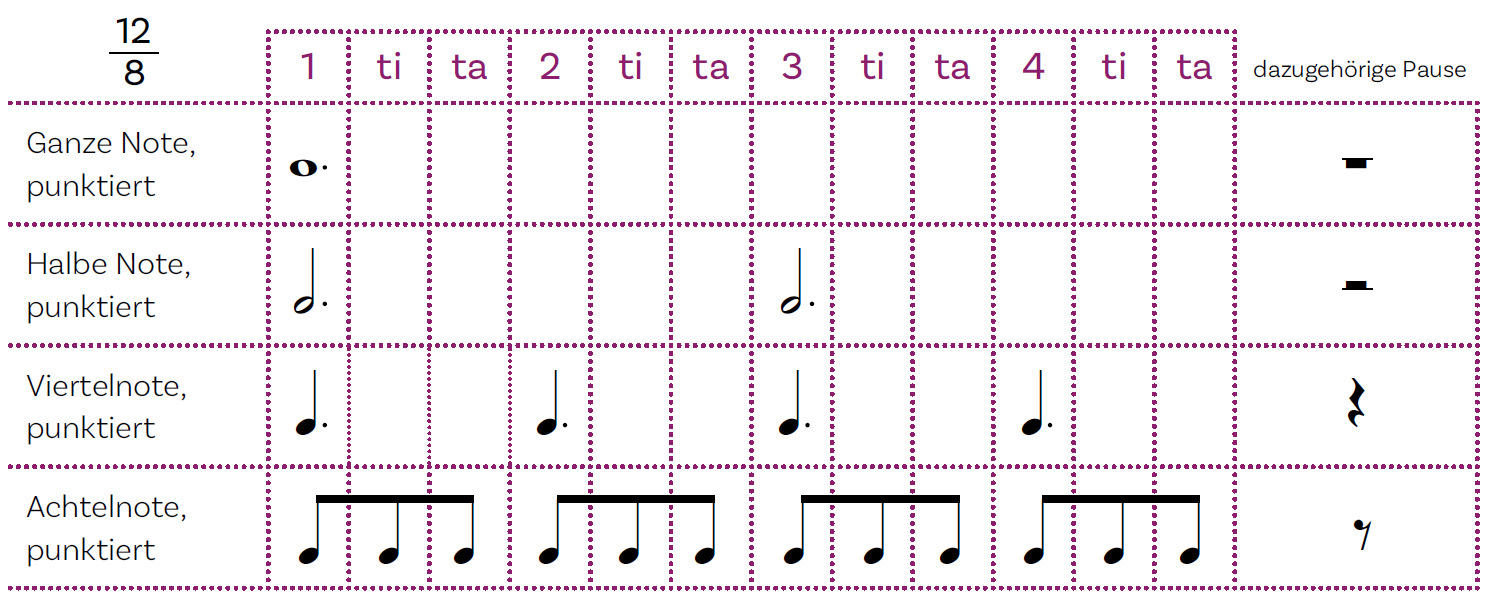 12
8
1 ti ta 2 ti ta 3 ti ta 4 ti ta dazugehörige Pause
Ganze Note,
punktiert
Halbe Note,
punktiert
Viertelnote,
punktiert
Achtelnote,
punktiert